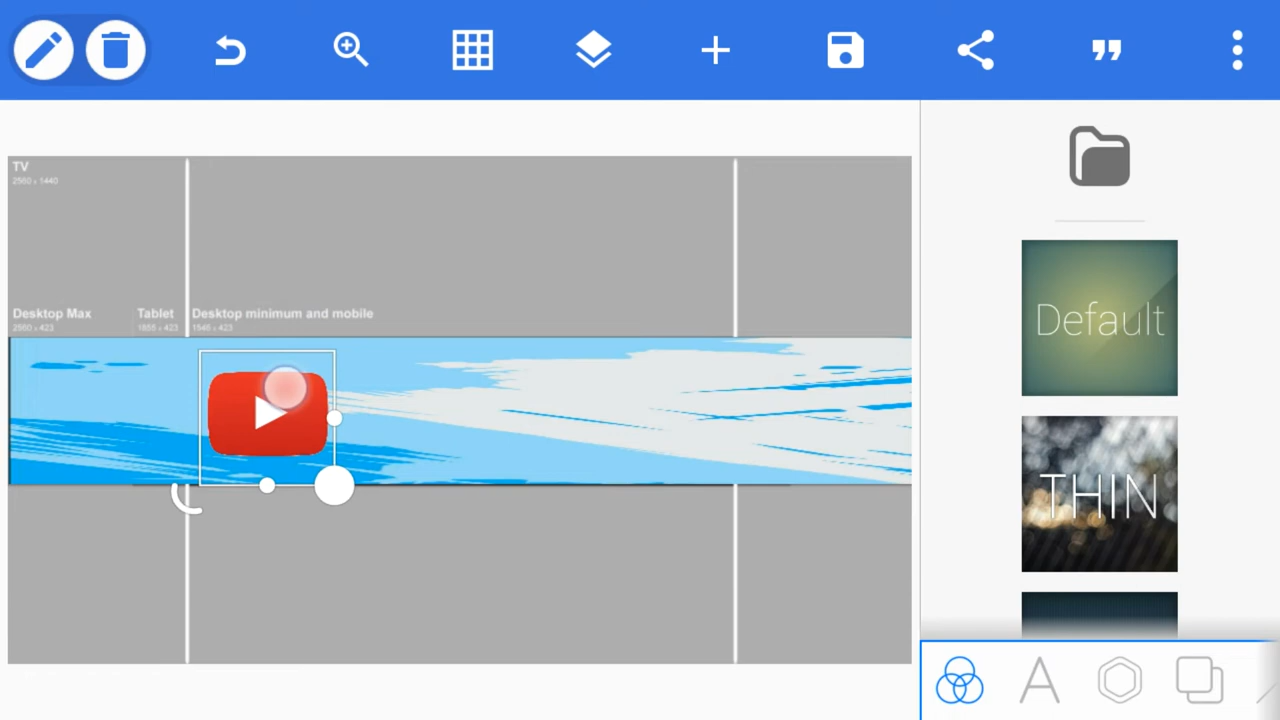 TV
2560 x 1440
Desktop Max
2560 x 423
Tablet
1855 x 423
Desktop minimum and mobile
1546 x 423
Default
THIN
A